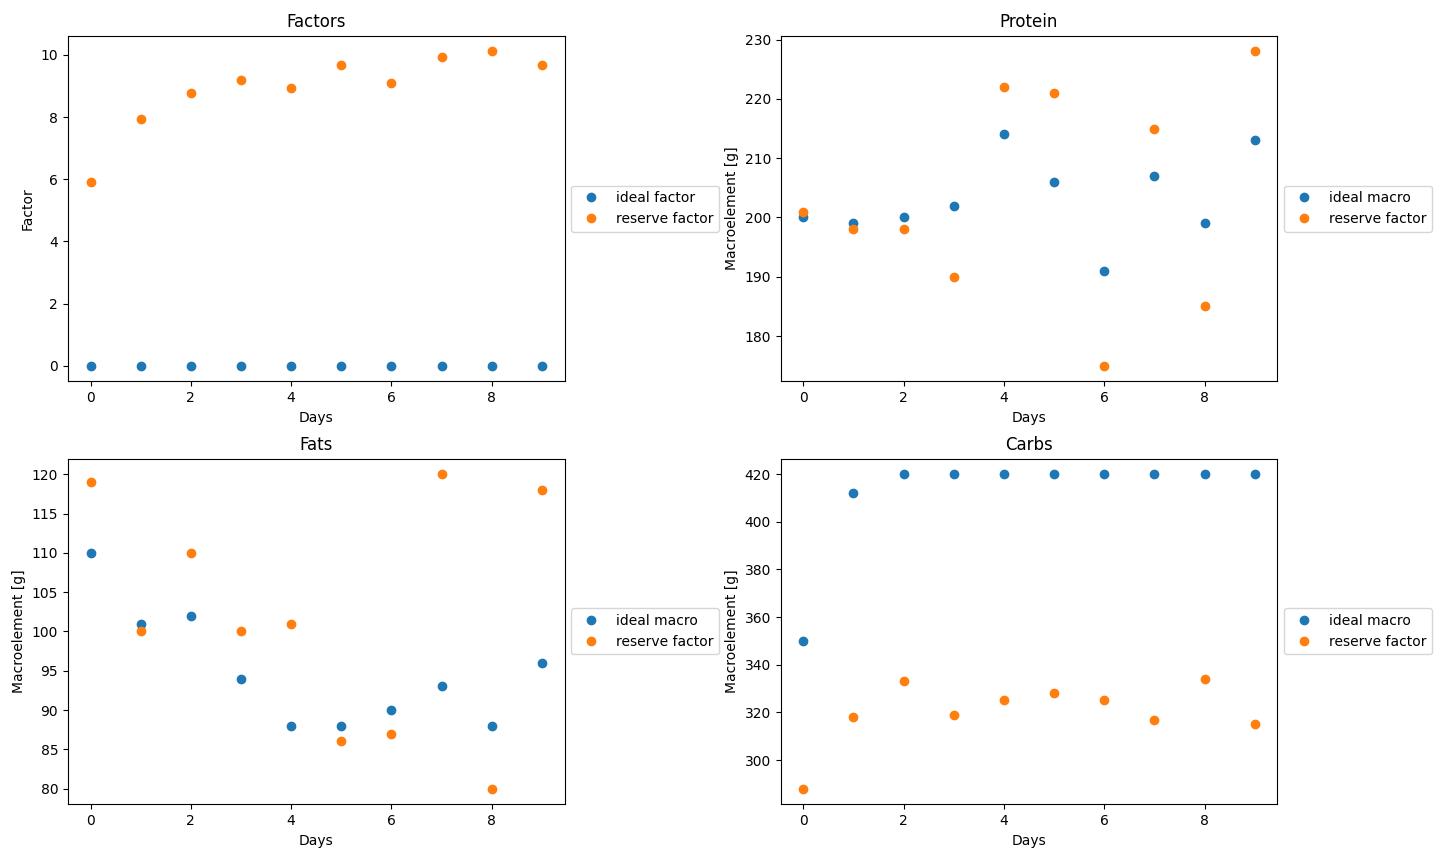 Factors
10
8
6
4
2
0
Factor
0 2 4 6 8
Days
ideal factor
reserve factor
Protein
230
220
210
200
190
180
Macroelement [g]
0 2 4 6 8
Days
ideal macro
reserve factor
Fats
120
115
110
105
100
95
90
85
80
Macroelement [g]
0 2 4 6 8
Days
ideal macro
reserve factor
Carbs
420
400
380
360
340
320
300
Macroelement [g]
0 2 4 6 8
Days
ideal macro
reserve factor